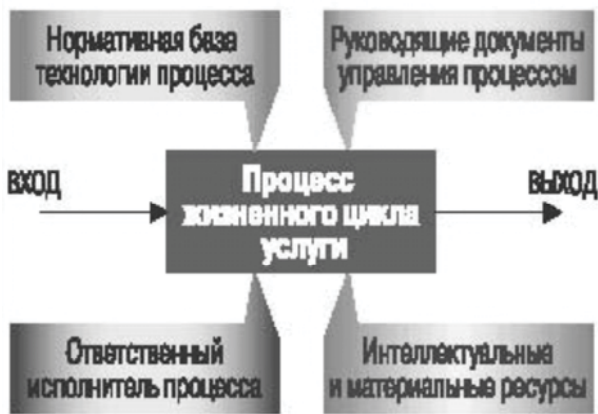 Нормативная база
технологии процесса
Руководящие документы
управления процессом
ВХОД
Процесс
жизненного цикла
услуги
ВЫХОД
Ответственный
исполнитель процесса
Интеллектуальные
и материальные ресурсы